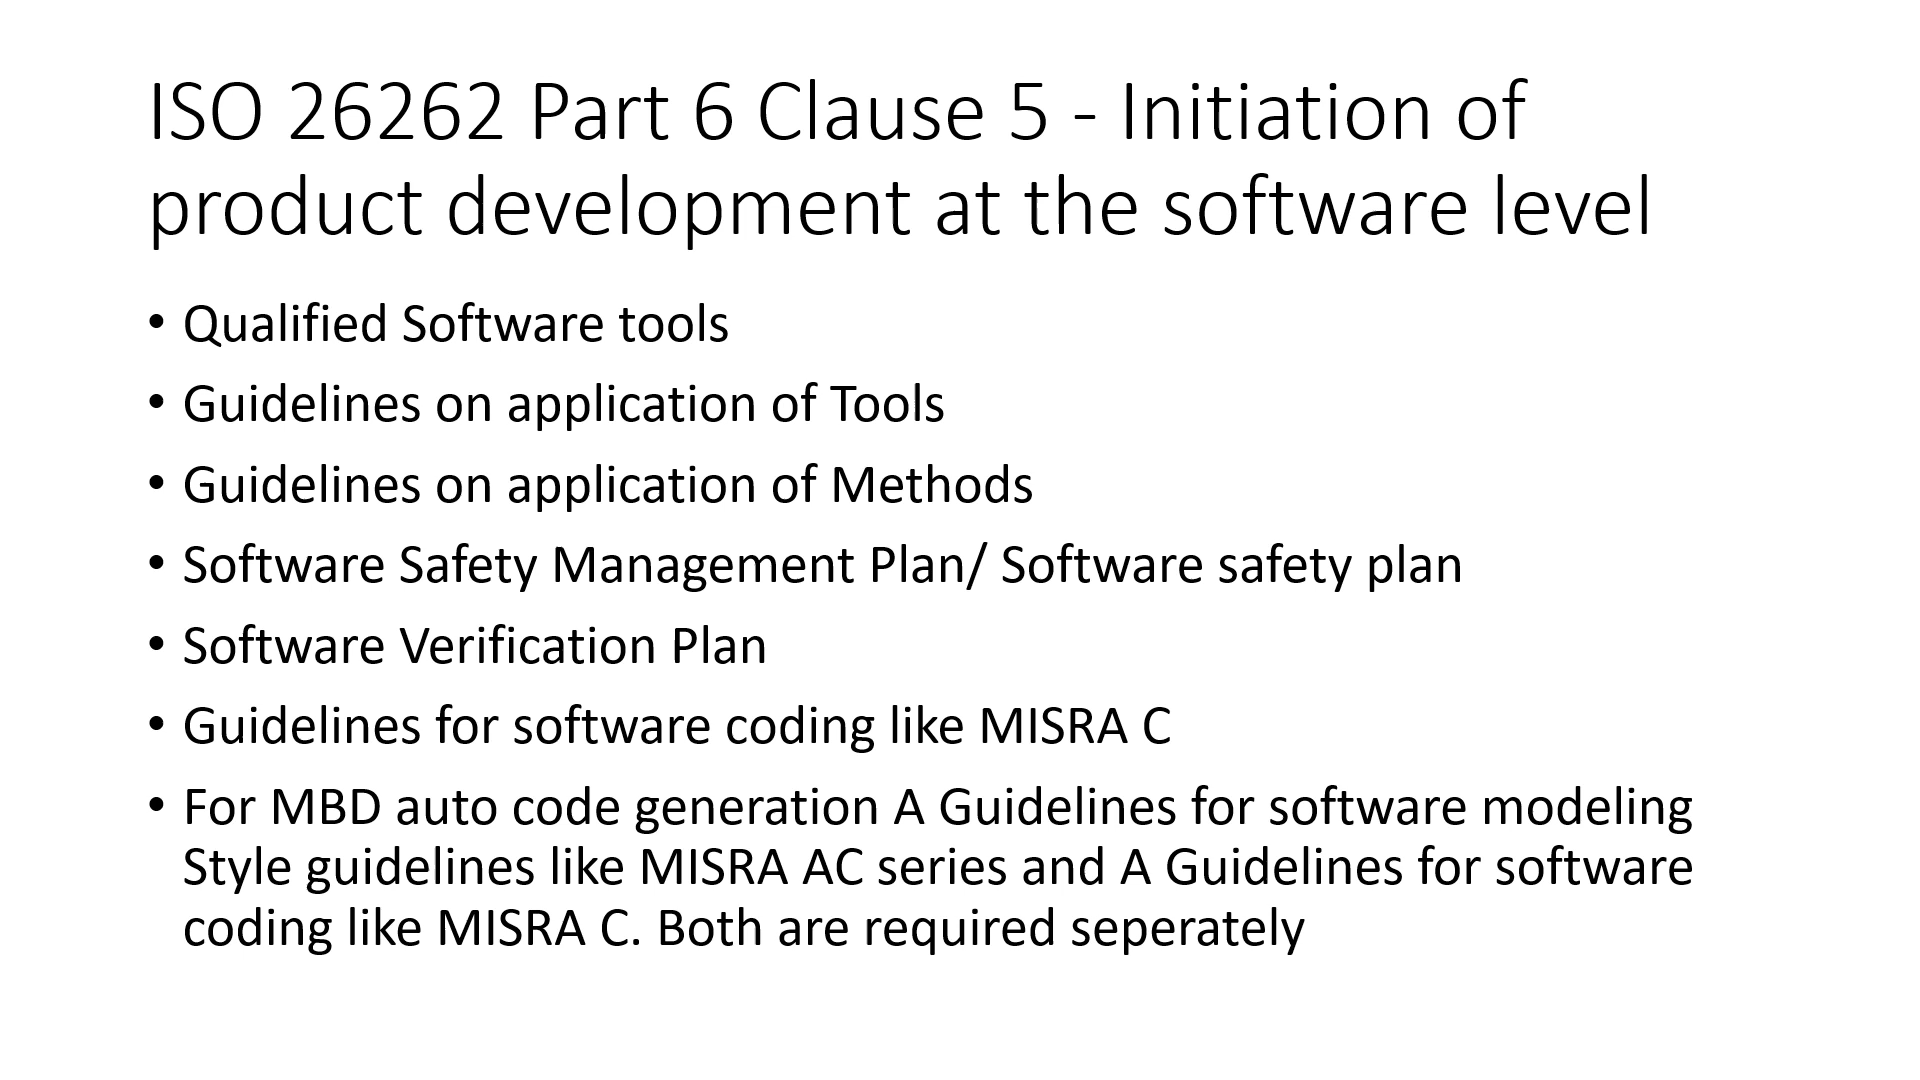 ISO 26262 Part 6 Clause 5 - Initiation of
product development at the software level
• Qualified Software tools
• Guidelines on application of Tools
• Guidelines on application of Methods
• Software Safety Management Plan/ Software safety plan
• Software Verification Plan
• Guidelines for software coding like MISRA C
• For MBD auto code generation A Guidelines for software modeling
Style guidelines like MISRA AC series and A Guidelines for software
coding like MISRA C. Both are required seperately